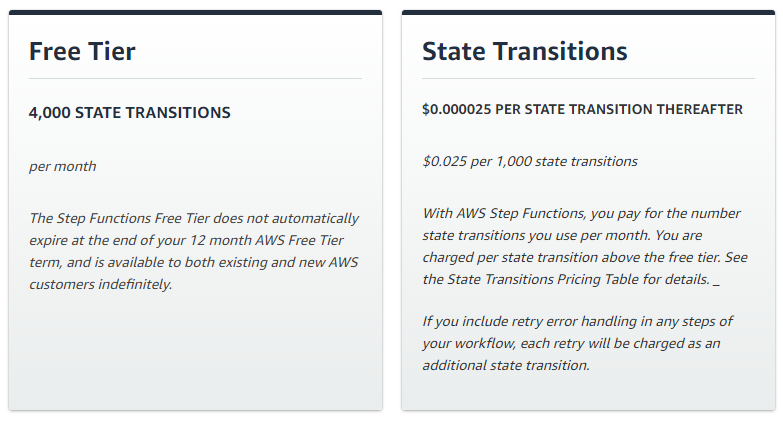 Free Tier
4,000 STATE TRANSITIONS
per month
The Step Functions Free Tier does not automatically
expire at the end of your 12 month AWS Free Tier
term, and is available to both existing and new AWS
customers indefinitely.
State Transitions
$0.000025 PER STATE TRANSITION THEREAFTER
$0.025 per 1,000 state transitions
With AWS Step Functions, you pay for the number
state transitions you use per month. You are
charged per state transition above the free tier. See
the State Transitions Pricing Table for details. _
If you include retry error handling in any steps of
your workflow, each retry will be charged as an
additional state transition.